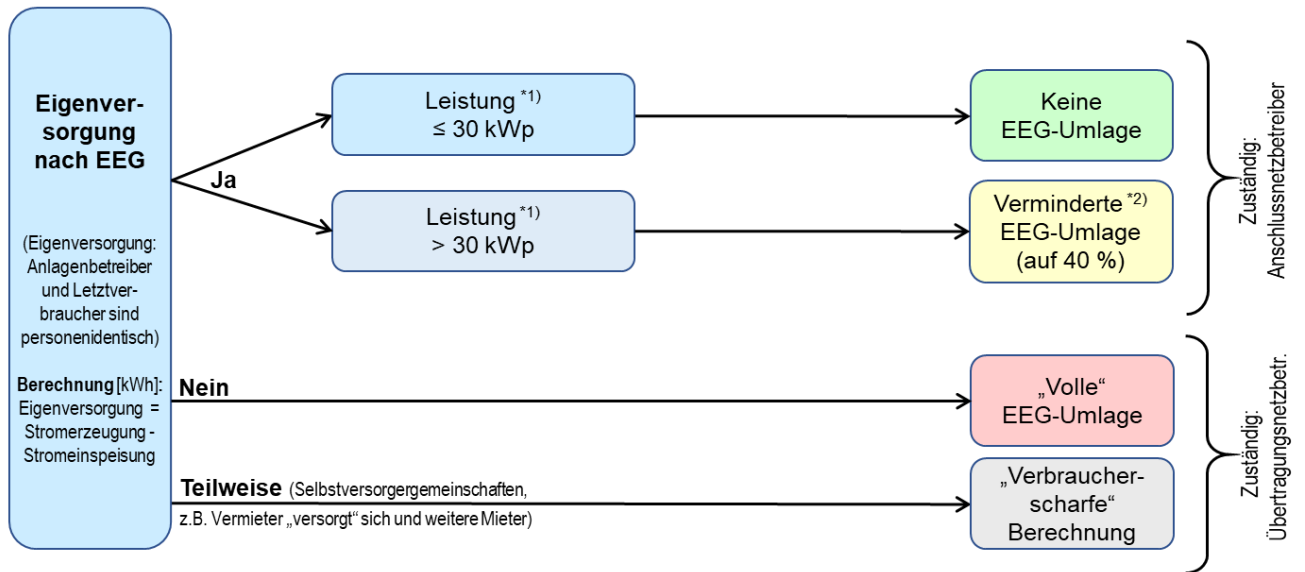 Eigenver-
sorgung
nach EEG
(Eigenversorgung:
Anlagenbetreiber
und Letztver-
braucher sind
personenidentisch)
Berechnung [kWh]:
Eigenversorgung =
Stromerzeugung -
Stromeinspeisung
Ja
Leistung *1)
≤ 30 kWp
Keine
EEG-Umlage
Leistung *1)
> 30 kWp
Verminderte *2)
EEG-Umlage
(auf 40 %)
Zuständig:
Anschlussnetzbetreiber
Nein
„Volle“
EEG-Umlage
Teilweise (Selbstversorgergemeinschaften,
z.B. Vermieter „versorgt“ sich und weitere Mieter)
„Verbraucher-
scharfe“
Berechnung
Zuständig:
Übertragungsnetzbetr.